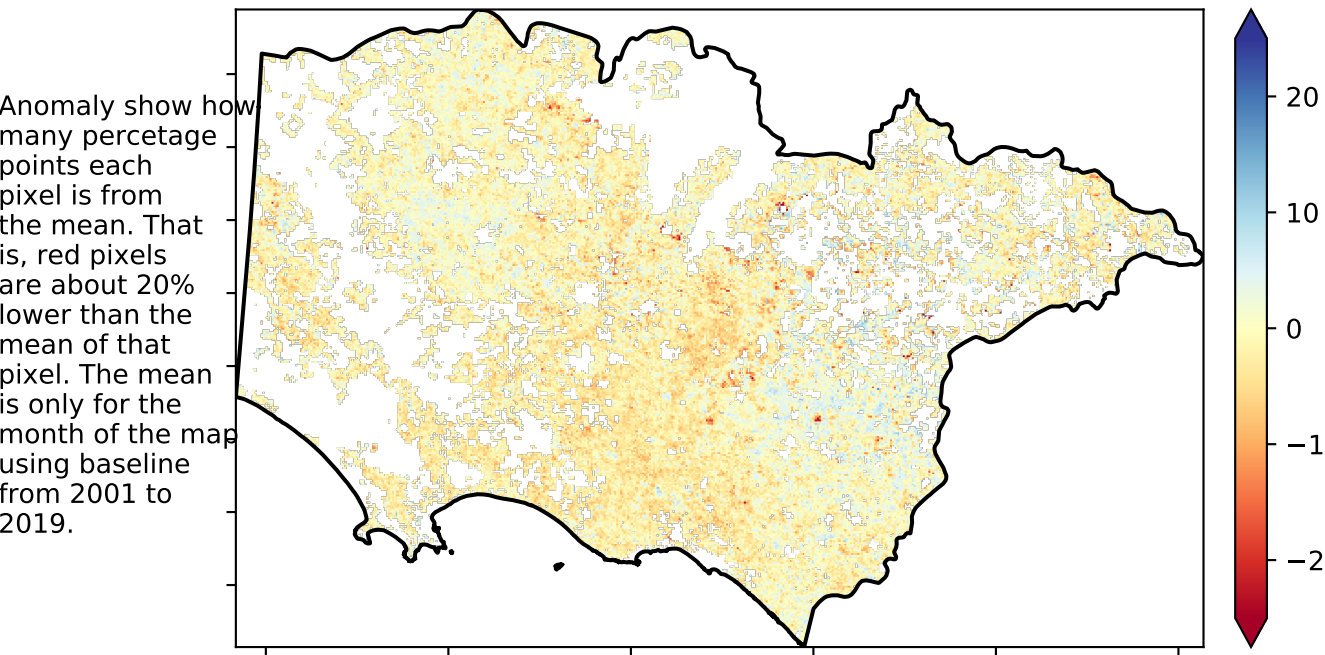 Anomaly show how
many percetage
points each
pixel is from
the mean. That
is, red pixels
are about 20%
lower than the
mean of that
pixel. The mean
is only for the
month of the map
using baseline
from 2001 to
2019.
20
10
0
−1
−2